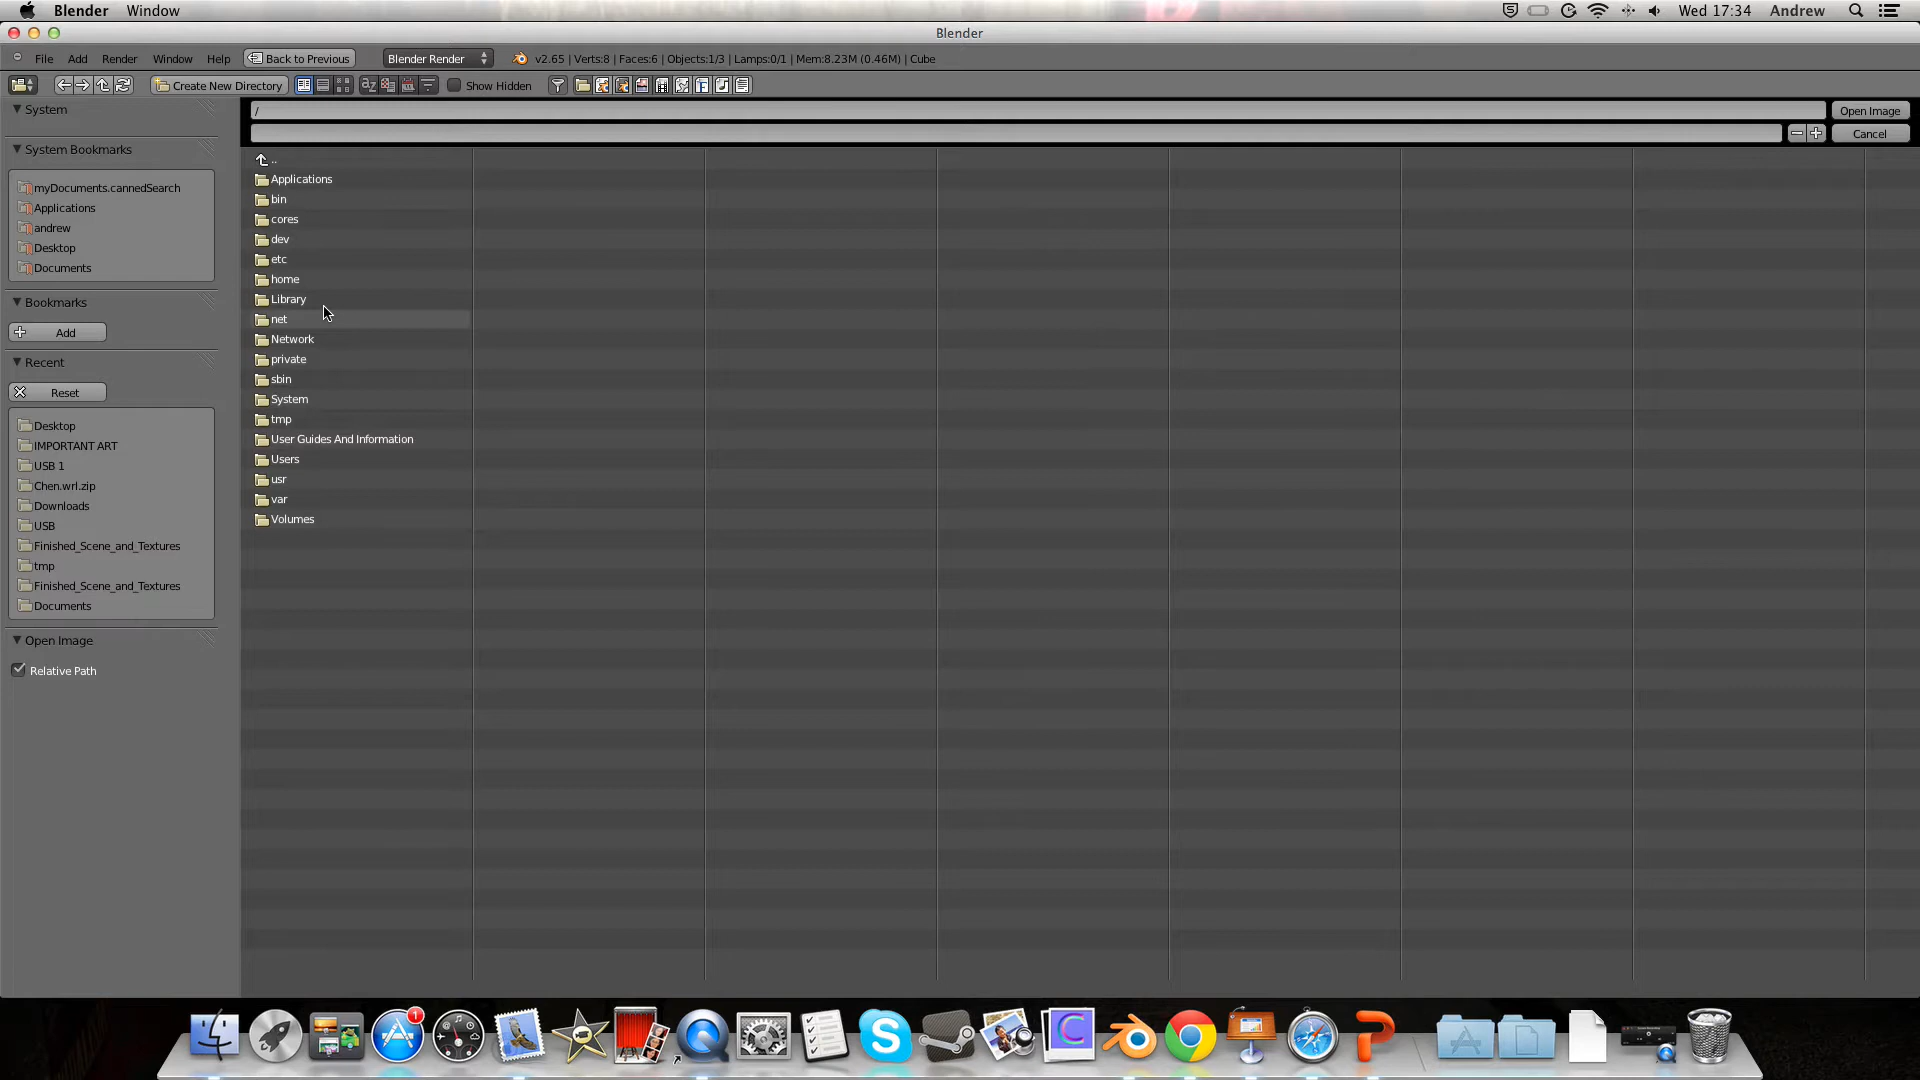 Blender Window Wed 17:34 Andrew
Blender
File Add Render Window Help Back to Previous Blender Render v2.65 | Verts:8 | Faces:6 | Objects:1/3 | Lamps:0/1 | Mem:8.23M (0.46M) | Cube
Create New Directory Show Hidden
System
/
Open Image
Cancel
System Bookmarks
myDocuments.cannedSearch
Applications
andrew
Desktop
Documents
Bookmarks
Add
Recent
Reset
Desktop
IMPORTANT ART
USB 1
Chen.wrl.zip
Downloads
USB
Finished_Scene_and_Textures
tmp
Finished_Scene_and_Textures
Documents
Open Image
Relative Path
..
Applications
bin
cores
dev
etc
home
Library
net
Network
private
sbin
System
tmp
User Guides And Information
Users
usr
var
Volumes
1